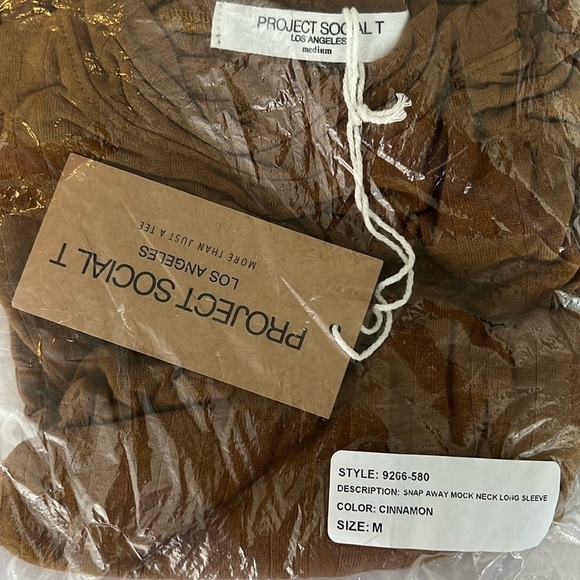 PROJECT SOCIAL T
LOS ANGELES
medium
PROJECT SOCIAL T
LOS ANGELES
MORE THAN JUST A TEE
STYLE: 9266-580
DESCRIPTION: SNAP AWAY MOCK NECK LONG SLEEVE
COLOR: CINNAMON
SIZE: M